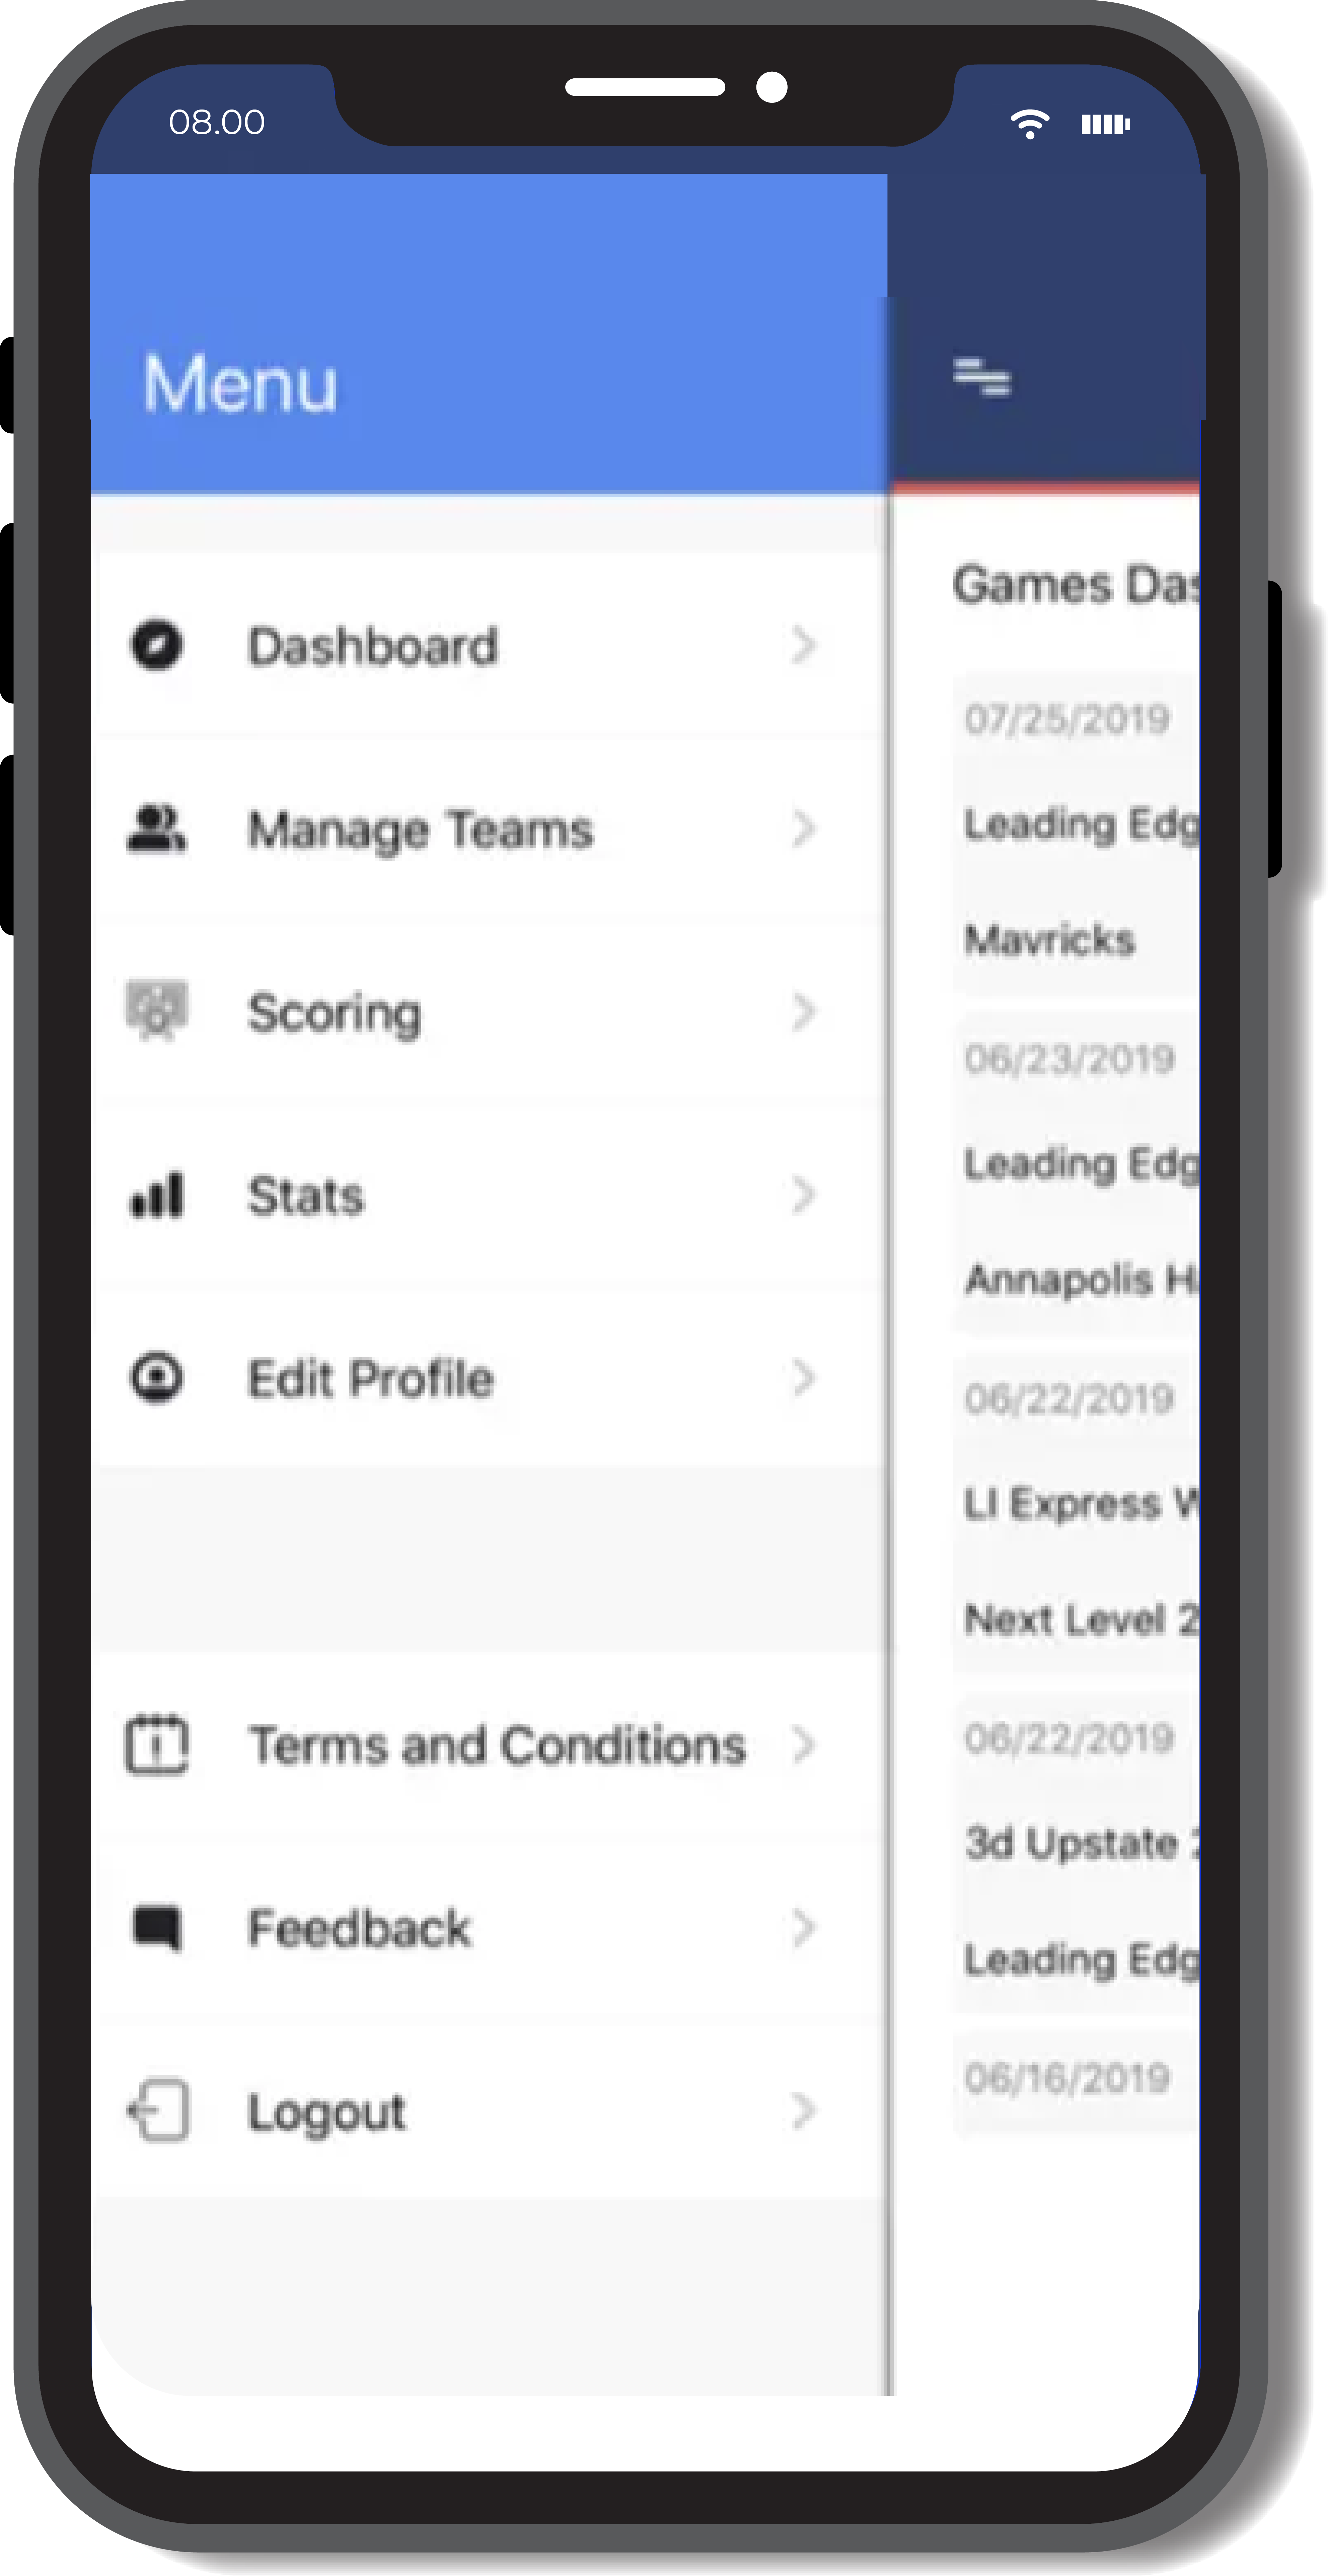 08.00
Menu
Dashboard
Manage Teams
Scoring
Stats
Edit Profile
Terms and Conditions
Feedback
Logout
Games Das
07/25/2019
Leading Edg
Mavricks
06/23/2019
Leading Edg
Annapolis H
06/22/2019
LI Express W
Next Level 2
06/22/2019
3d Upstate 2
Leading Edg
06/16/2019